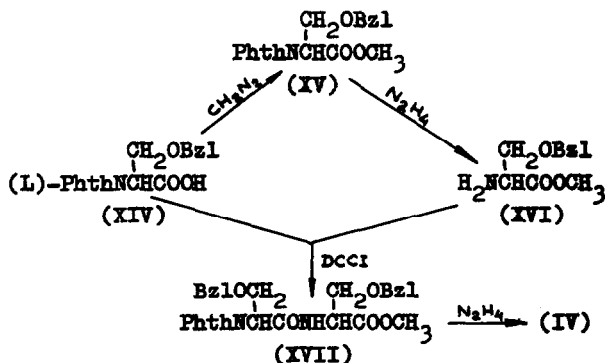 CH2OBzl
PhthNCHCOOCH3
(XV)
CH2N2
N2H4
CH2OBzl
(L)-PhthNCHCOOH
(XIV)
CH2OBzl
H2NCHCOOCH3
(XVI)
DCCI
BzlOCH2 CH2OBzl
PhthNCHCONHCHCOOCH3
(XVII)
N2H4
(IV)